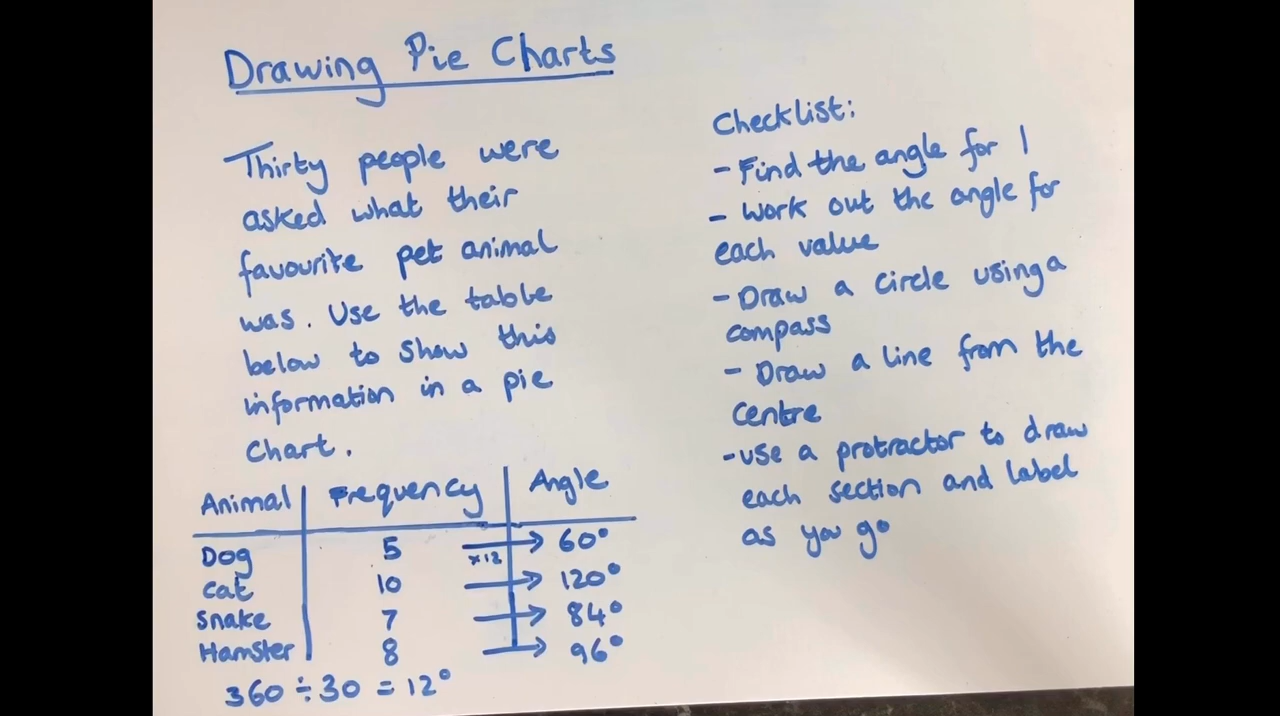 Drawing Pie Charts
Thirty people were
asked what their
favourite pet animal
was. Use the table
below to show this
information in a pie
chart.
Animal Frequency Angle
Dog 5 ×12 → 60°
Cat 10 → 120°
Snake 7 → 84°
Hamster 8 → 96°
360 ÷ 30 = 12°
Checklist:
- Find the angle for 1
- Work out the angle for
each value
- Draw a circle using a
compass
- Draw a line from the
centre
- use a protractor to draw
each section and label
as you go